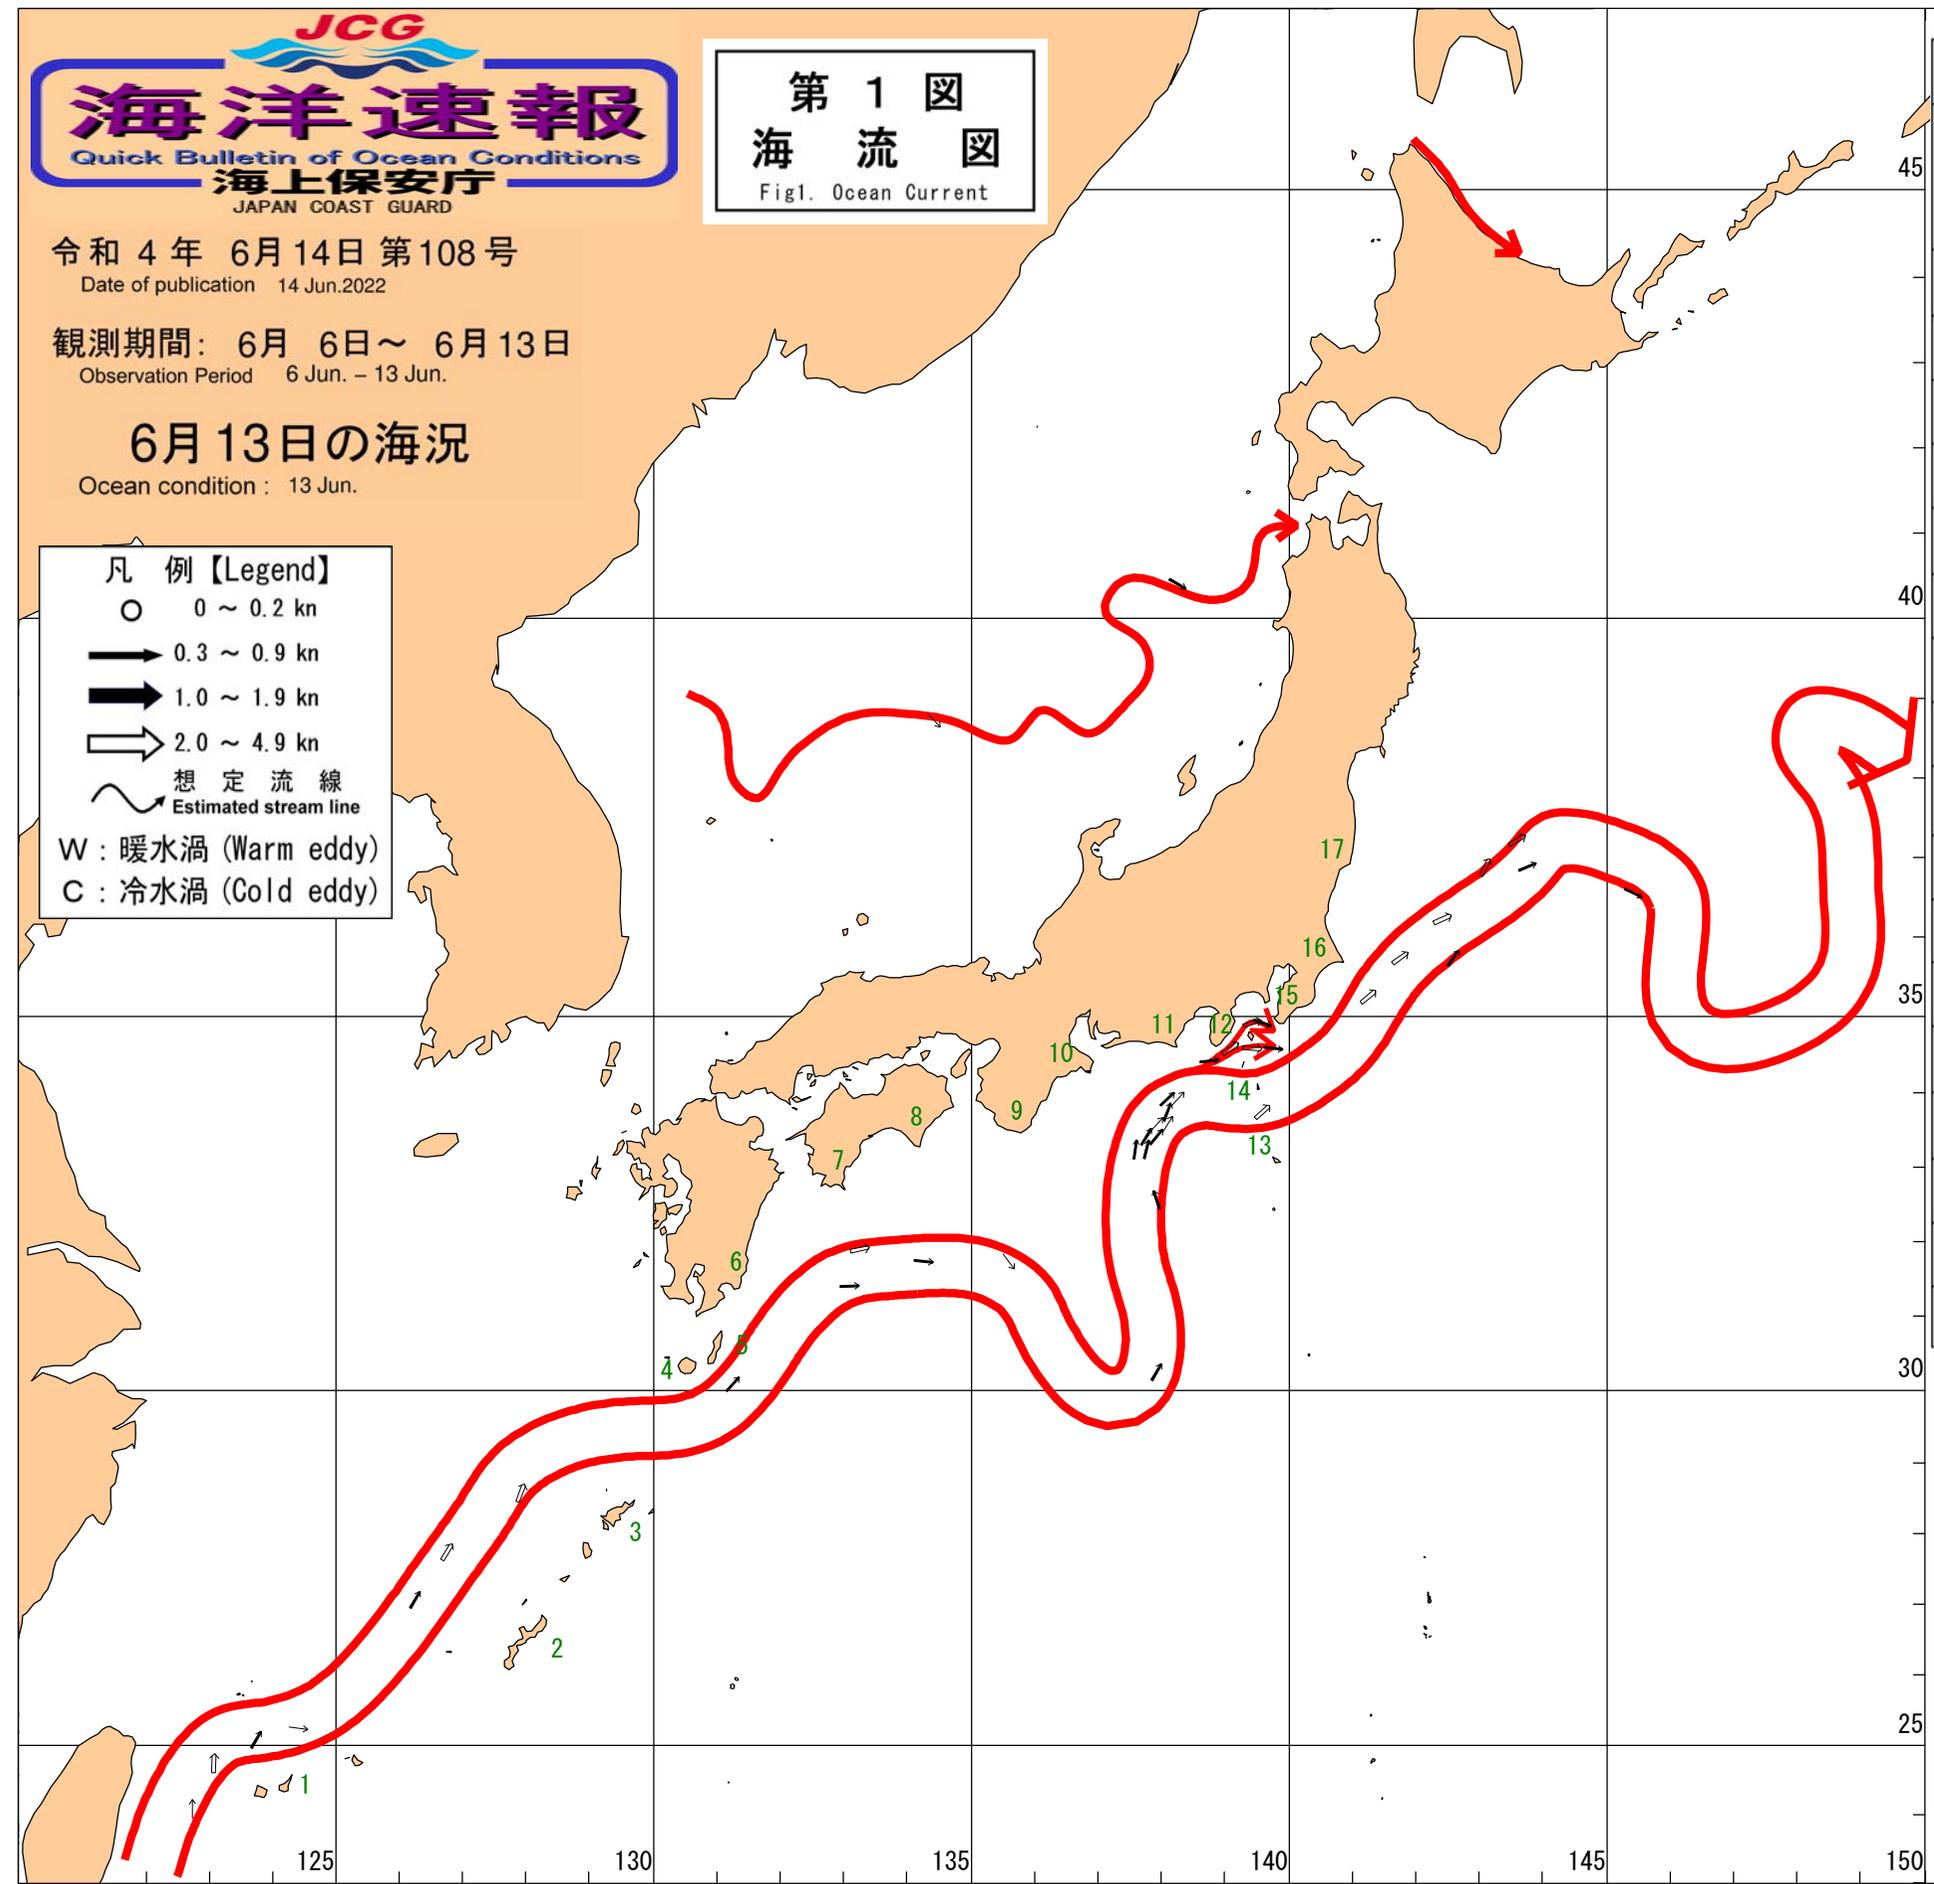 JCG
海洋速報
Quick Bulletin of Ocean Conditions
海上保安庁
JAPAN COAST GUARD
第 1 図
海 流 図
Fig1. Ocean Current
令和 4 年 6月14日 第108号
Date of publication 14 Jun.2022
観測期間: 6月 6日～ 6月13日
Observation Period 6 Jun. – 13 Jun.
6月13日の海況
Ocean condition : 13 Jun.
凡 例【Legend】
0 ～ 0.2 kn
0.3 ～ 0.9 kn
1.0 ～ 1.9 kn
2.0 ～ 4.9 kn
想 定 流 線
Estimated stream line
W : 暖水渦 (Warm eddy)
C : 冷水渦 (Cold eddy)
45
40
35
30
25
17
16
15
14
13
12
11
10
9
8
7
6
5
4
3
2
1
125
130
135
140
145
150